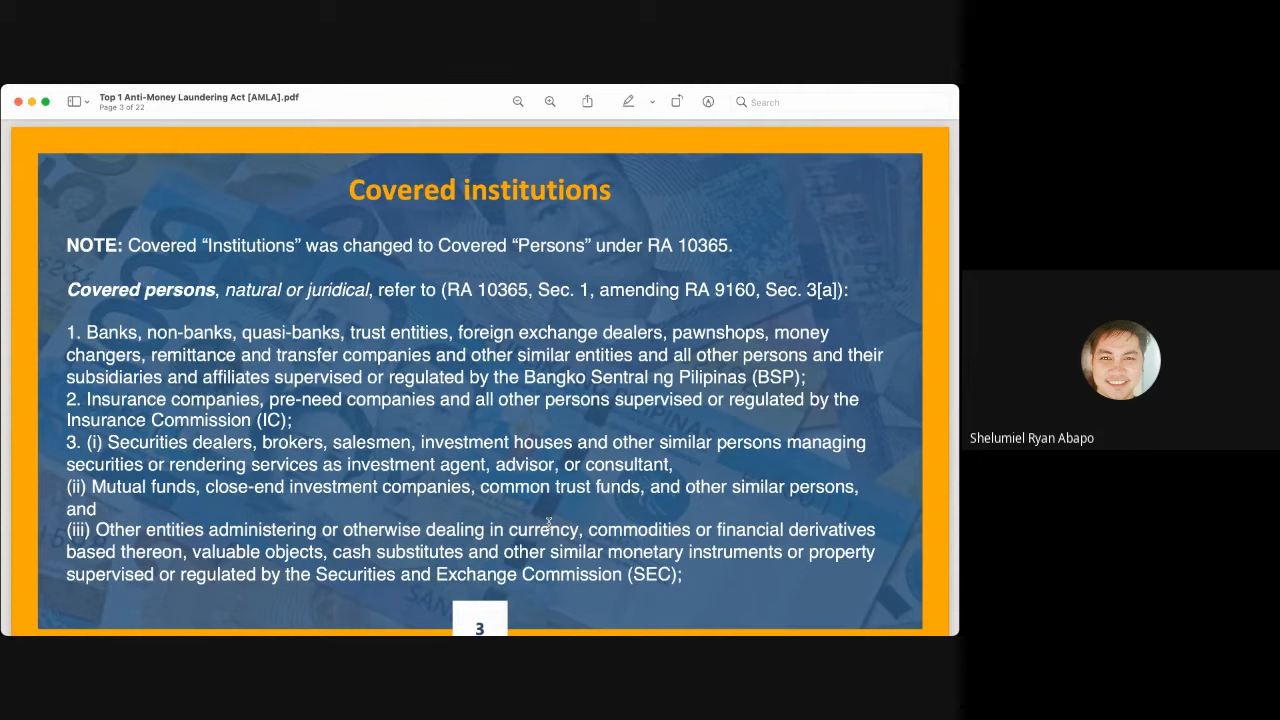 Top 1 Anti-Money Laundering Act [AMLA].pdf
Page 3 of 22
Search
Covered institutions
NOTE: Covered “Institutions” was changed to Covered “Persons” under RA 10365.
Covered persons, natural or juridical, refer to (RA 10365, Sec. 1, amending RA 9160, Sec. 3[a]):
1. Banks, non-banks, quasi-banks, trust entities, foreign exchange dealers, pawnshops, money
changers, remittance and transfer companies and other similar entities and all other persons and their
subsidiaries and affiliates supervised or regulated by the Bangko Sentral ng Pilipinas (BSP);
2. Insurance companies, pre-need companies and all other persons supervised or regulated by the
Insurance Commission (IC);
3. (i) Securities dealers, brokers, salesmen, investment houses and other similar persons managing
securities or rendering services as investment agent, advisor, or consultant,
(ii) Mutual funds, close-end investment companies, common trust funds, and other similar persons,
and
(iii) Other entities administering or otherwise dealing in currency, commodities or financial derivatives
based thereon, valuable objects, cash substitutes and other similar monetary instruments or property
supervised or regulated by the Securities and Exchange Commission (SEC);
3
Shelumiel Ryan Abapo